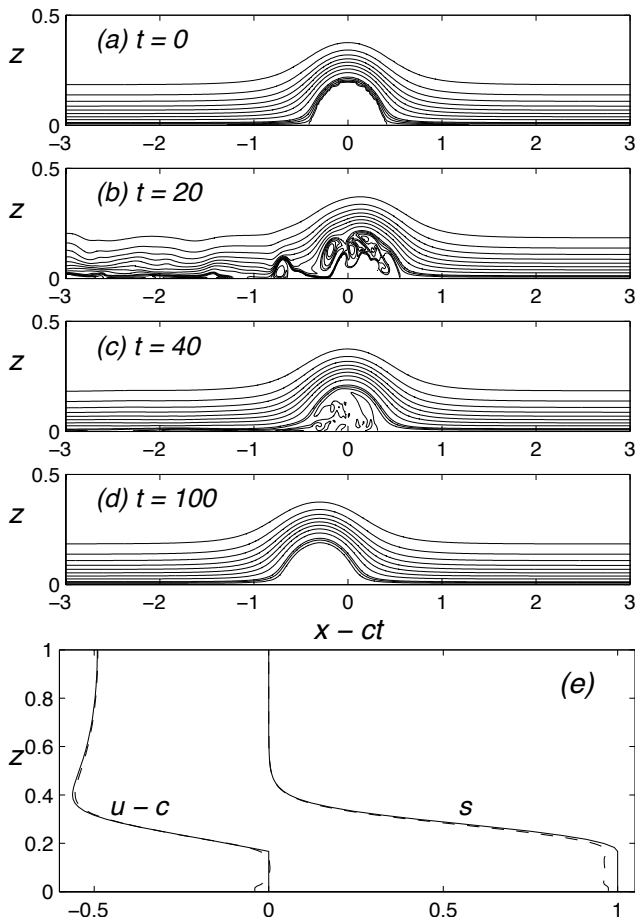 0.5
z
(a) t = 0
0
−3 −2 −1 0 1 2 3
0.5
z
(b) t = 20
0
−3 −2 −1 0 1 2 3
0.5
z
(c) t = 40
0
−3 −2 −1 0 1 2 3
0.5
z
(d) t = 100
0
−3 −2 −1 0 1 2 3
x − ct
1
(e)
0.8
z
0.6
0.4
u − c s
0.2
0
−0.5 0 0.5 1